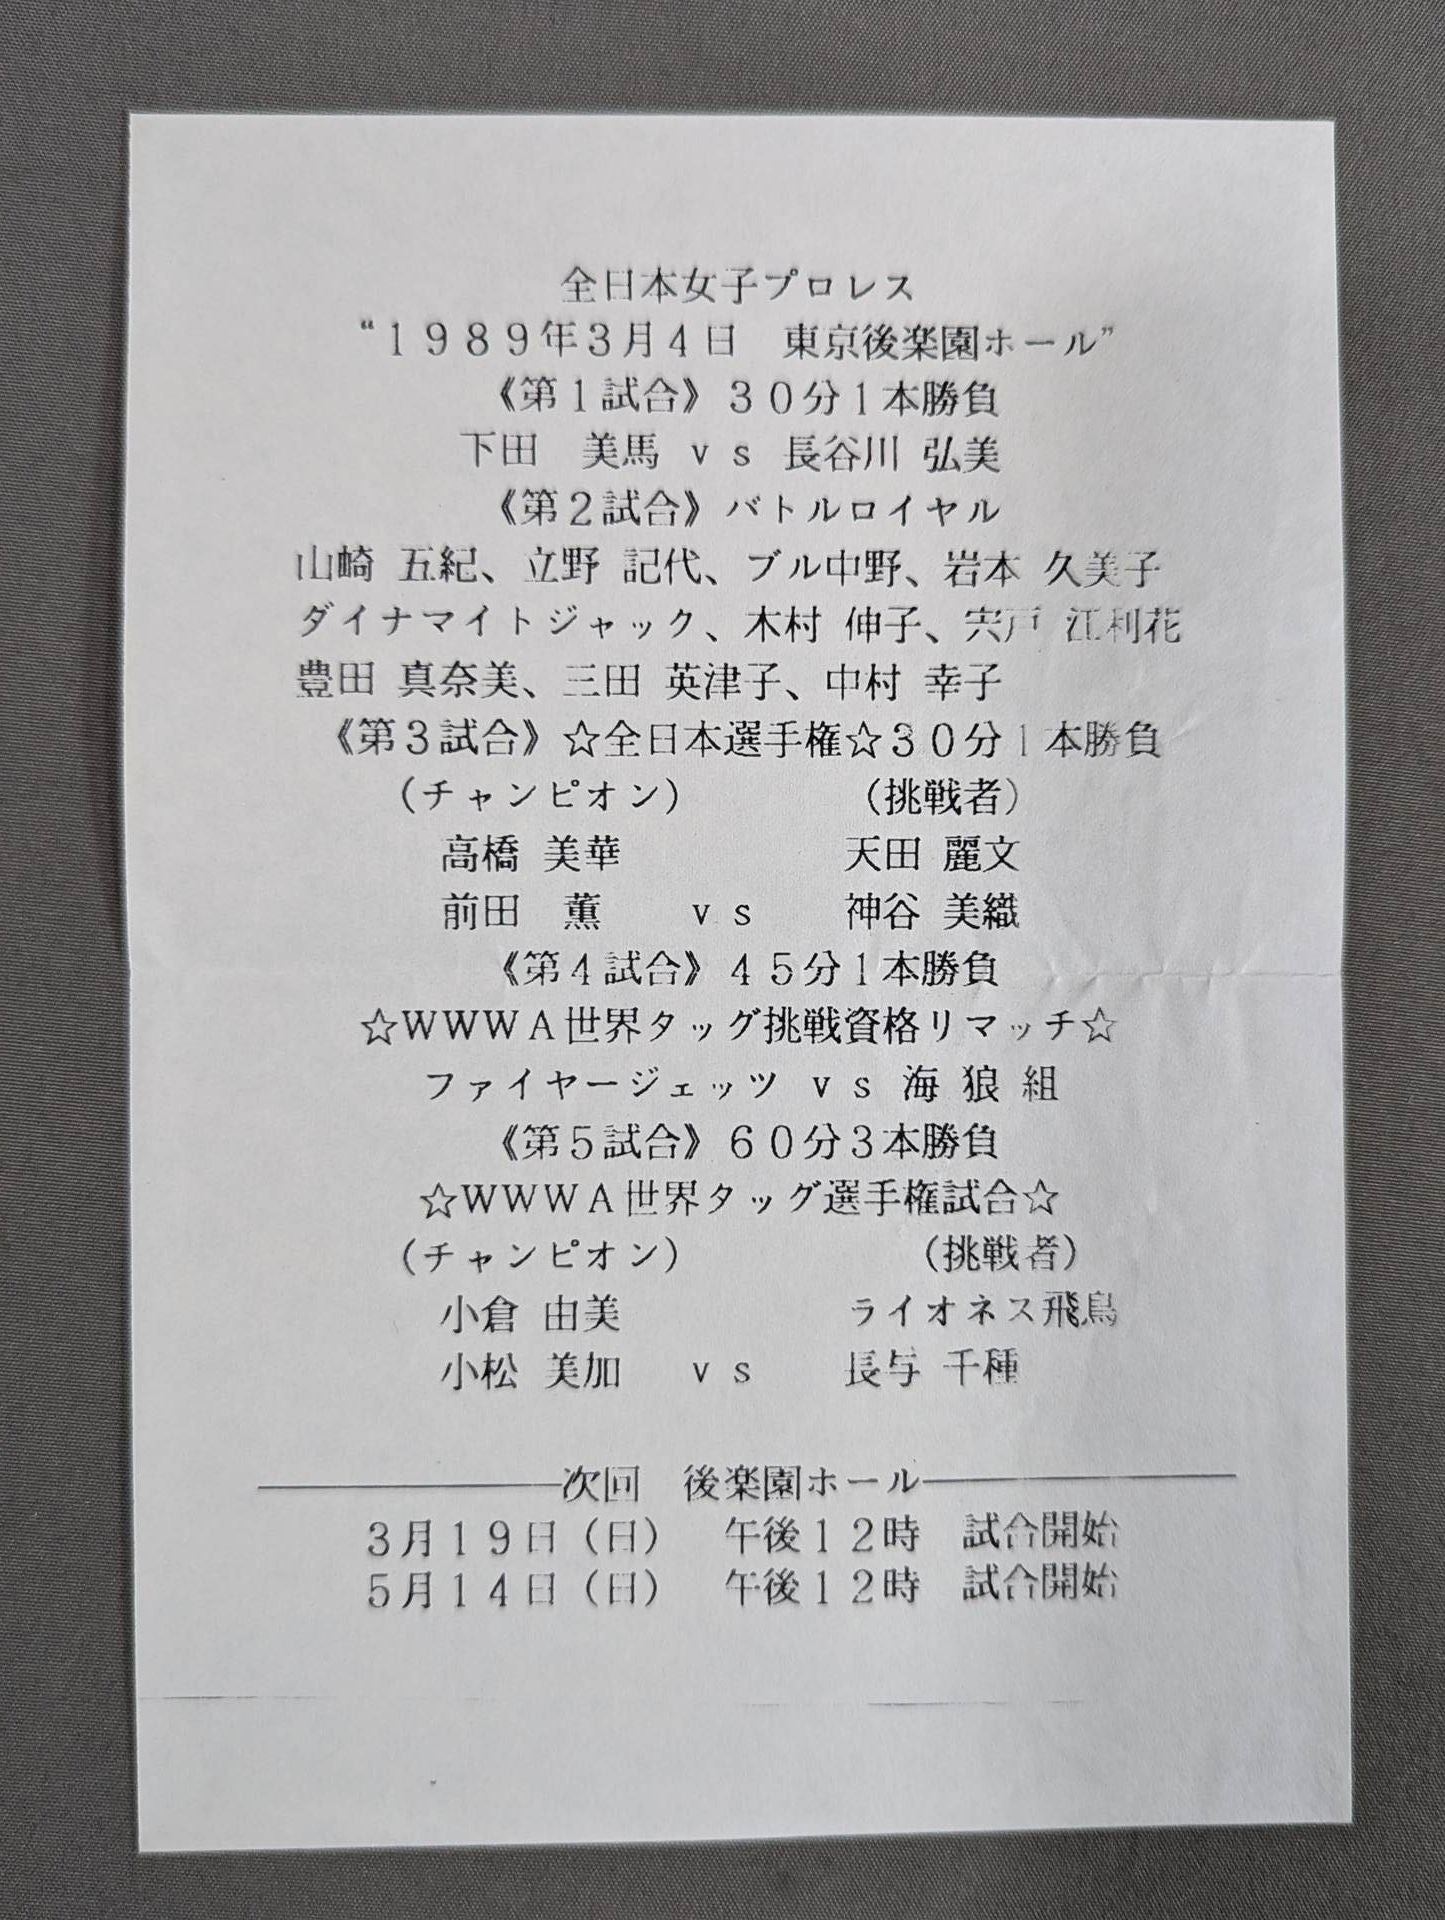 全日本女子プロレス
“1989年3月4日　東京後楽園ホール”
《第1試合》30分1本勝負
下田　美馬 vs 長谷川 弘美
《第2試合》バトルロイヤル
山崎 五紀、立野 記代、ブル中野、岩本 久美子
ダイナマイトジャック、木村 伸子、宍戸 江利花
豊田 真奈美、三田 英津子、中村 幸子
《第3試合》☆全日本選手権☆30分1本勝負
(チャンピオン)　　　　(挑戦者)
高橋 美華　　　　　天田 麗文
前田　薫　　vs　　神谷 美織
《第4試合》45分1本勝負
☆WWWA世界タッグ挑戦資格リマッチ☆
ファイヤージェッツ vs 海 狼 組
《第5試合》60分3本勝負
☆WWWA世界タッグ選手権試合☆
(チャンピオン)　　　　　　(挑戦者)
小倉 由美　　　　　ライオネス飛鳥
小松 美加　　vs　　長与 千種
次回　後楽園ホール
3月19日(日)　午後12時　試合開始
5月14日(日)　午後12時　試合開始